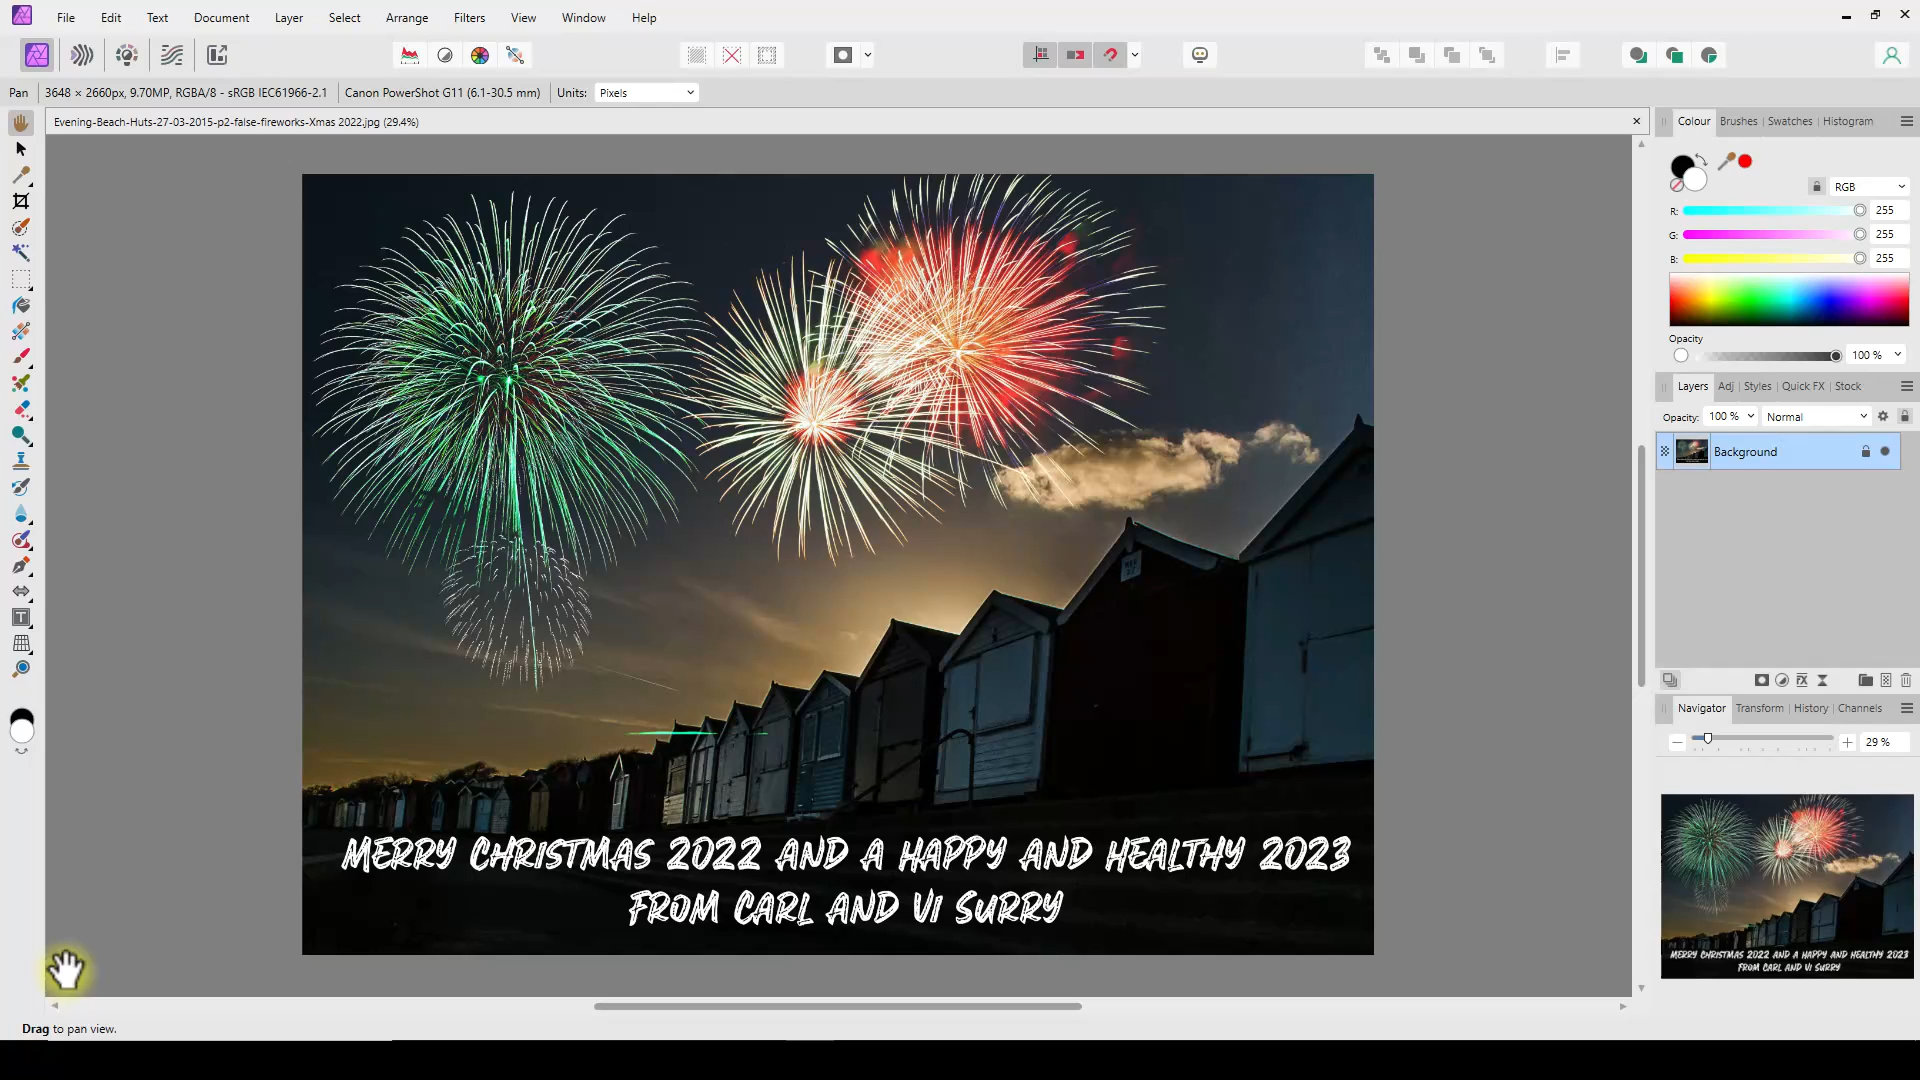 File Edit Text Document Layer Select Arrange Filters View Window Help
Pan 3648 × 2660px, 9.70MP, RGBA/8 - sRGB IEC61966-2.1 Canon PowerShot G11 (6.1-30.5 mm) Units: Pixels
Evening-Beach-Huts-27-03-2015-p2-false-fireworks-Xmas 2022.jpg (29.4%)
Colour Brushes Swatches Histogram
RGB
R: 255
G: 255
B: 255
Opacity
100 %
Layers Adj Styles Quick FX Stock
Opacity: 100 % Normal
Background
Navigator Transform History Channels
29 %
MERRY CHRISTMAS 2022 AND A HAPPY AND HEALTHY 2023
FROM CARL AND VI SURRY
MERRY CHRISTMAS 2022 AND A HAPPY AND HEALTHY 2023
FROM CARL AND VI SURRY
Drag to pan view.